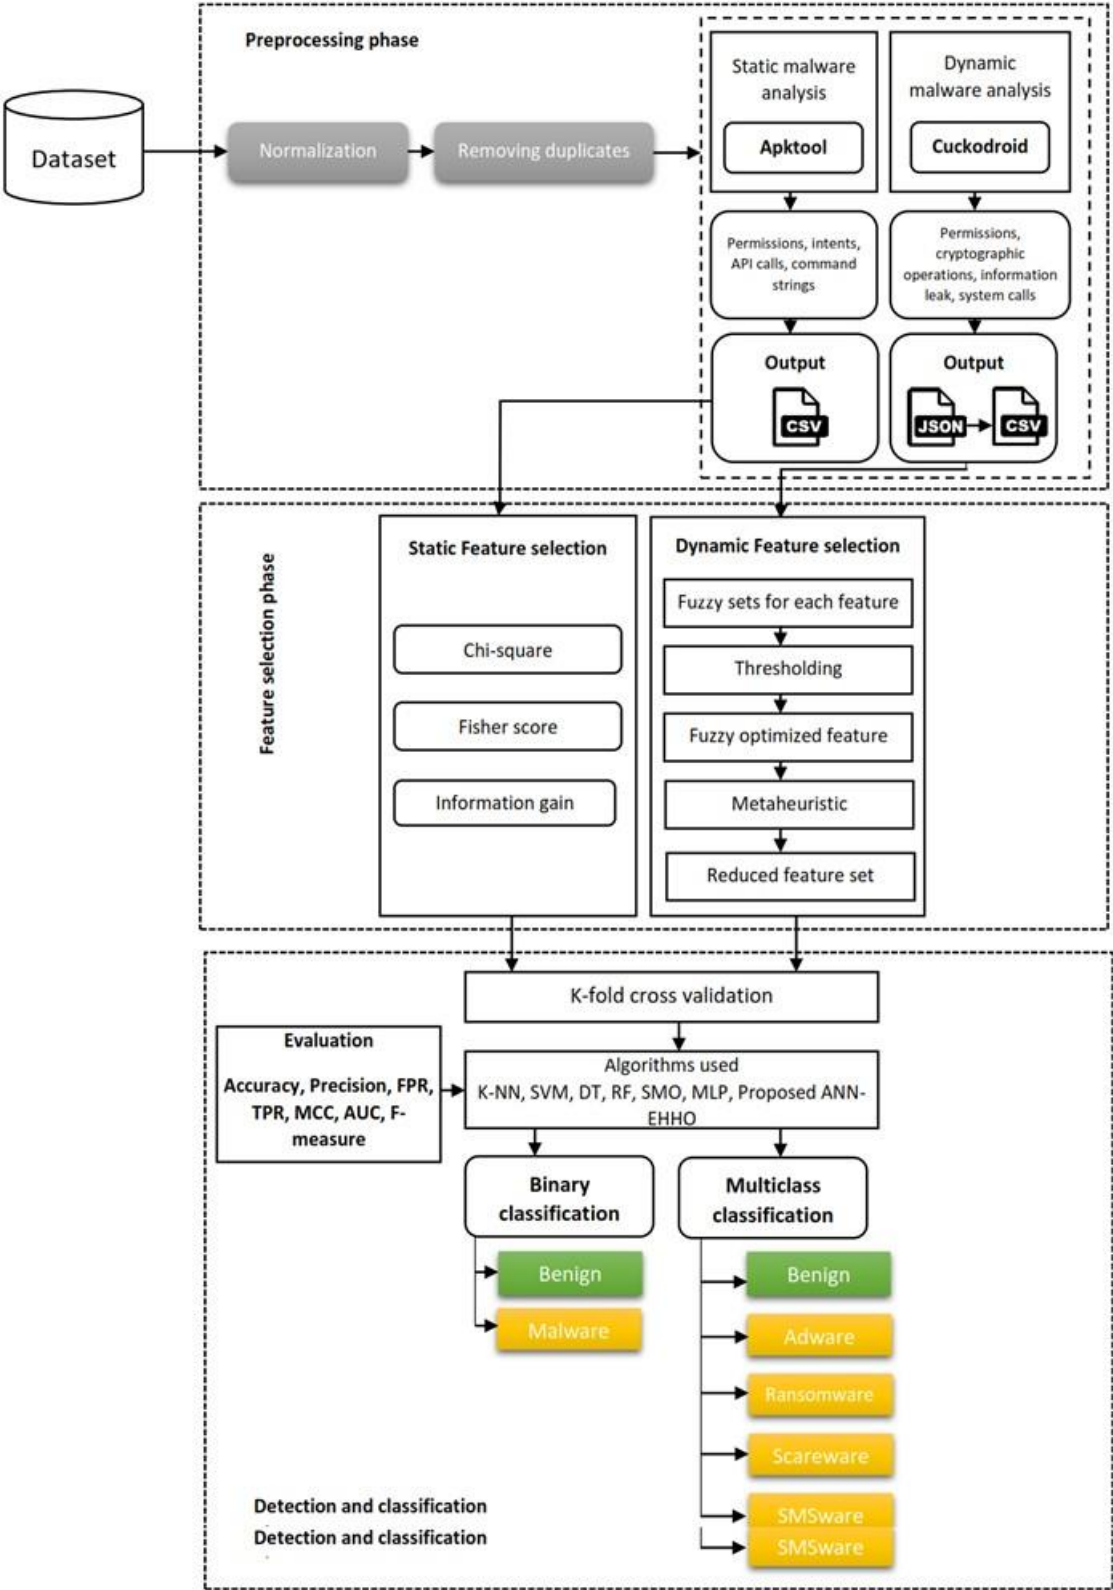 Preprocessing phase
Dataset
Normalization
Removing duplicates
Static malware
analysis
Apktool
Dynamic
malware analysis
Cuckodroid
Permissions, intents,
API calls, command
strings
Permissions,
cryptographic
operations, information
leak, system calls
Output
CSV
Output
JSON
CSV
Feature selection phase
Static Feature selection
Chi-square
Fisher score
Information gain
Dynamic Feature selection
Fuzzy sets for each feature
Thresholding
Fuzzy optimized feature
Metaheuristic
Reduced feature set
K-fold cross validation
Evaluation
Accuracy, Precision, FPR,
TPR, MCC, AUC, F-
measure
Algorithms used
K-NN, SVM, DT, RF, SMO, MLP, Proposed ANN-
EHHO
Binary
classification
Benign
Malware
Multiclass
classification
Benign
Adware
Ransomware
Scareware
SMSware
SMSware
Detection and classification
Detection and classification